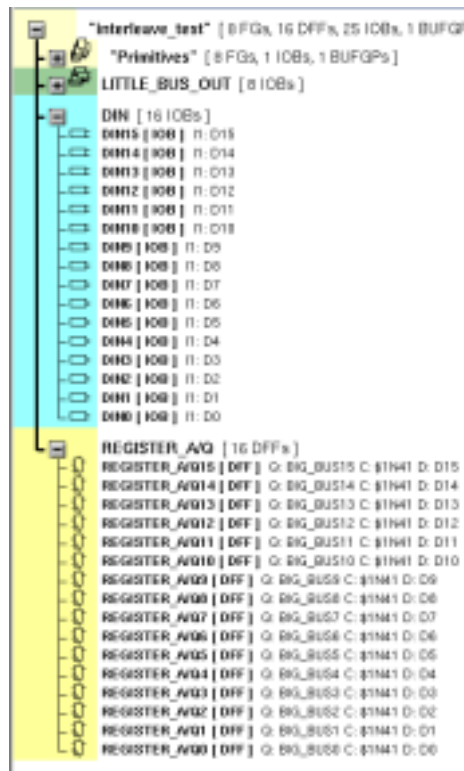 "interleave_test" [ 8 FGs, 16 DFFs, 25 IOBs, 1 BUFGP
"Primitives" [ 8 FGs, 1 IOBs, 1 BUFGPs ]
LITTLE_BUS_OUT [ 8 IOBs ]
DIN [ 16 IOBs ]
DIN15 [ IOB ] I1: D15
DIN14 [ IOB ] I1: D14
DIN13 [ IOB ] I1: D13
DIN12 [ IOB ] I1: D12
DIN11 [ IOB ] I1: D11
DIN10 [ IOB ] I1: D10
DIN9 [ IOB ] I1: D9
DIN8 [ IOB ] I1: D8
DIN7 [ IOB ] I1: D7
DIN6 [ IOB ] I1: D6
DIN5 [ IOB ] I1: D5
DIN4 [ IOB ] I1: D4
DIN3 [ IOB ] I1: D3
DIN2 [ IOB ] I1: D2
DIN1 [ IOB ] I1: D1
DIN0 [ IOB ] I1: D0
REGISTER_A/Q [ 16 DFFs ]
REGISTER_A/Q15 [ DFF ] Q: BIG_BUS15 C: $1N41 D: D15
REGISTER_A/Q14 [ DFF ] Q: BIG_BUS14 C: $1N41 D: D14
REGISTER_A/Q13 [ DFF ] Q: BIG_BUS13 C: $1N41 D: D13
REGISTER_A/Q12 [ DFF ] Q: BIG_BUS12 C: $1N41 D: D12
REGISTER_A/Q11 [ DFF ] Q: BIG_BUS11 C: $1N41 D: D11
REGISTER_A/Q10 [ DFF ] Q: BIG_BUS10 C: $1N41 D: D10
REGISTER_A/Q9 [ DFF ] Q: BIG_BUS9 C: $1N41 D: D9
REGISTER_A/Q8 [ DFF ] Q: BIG_BUS8 C: $1N41 D: D8
REGISTER_A/Q7 [ DFF ] Q: BIG_BUS7 C: $1N41 D: D7
REGISTER_A/Q6 [ DFF ] Q: BIG_BUS6 C: $1N41 D: D6
REGISTER_A/Q5 [ DFF ] Q: BIG_BUS5 C: $1N41 D: D5
REGISTER_A/Q4 [ DFF ] Q: BIG_BUS4 C: $1N41 D: D4
REGISTER_A/Q3 [ DFF ] Q: BIG_BUS3 C: $1N41 D: D3
REGISTER_A/Q2 [ DFF ] Q: BIG_BUS2 C: $1N41 D: D2
REGISTER_A/Q1 [ DFF ] Q: BIG_BUS1 C: $1N41 D: D1
REGISTER_A/Q0 [ DFF ] Q: BIG_BUS0 C: $1N41 D: D0